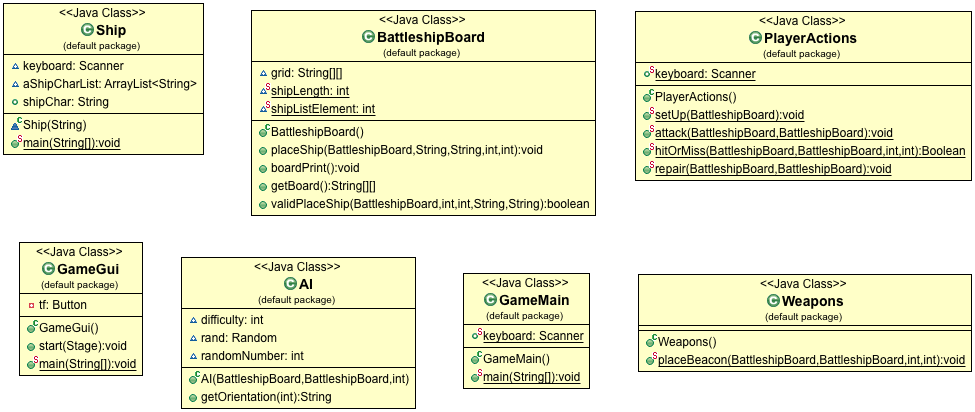 <<Java Class>>
Ship
(default package)
keyboard: Scanner
aShipCharList: ArrayList<String>
shipChar: String
Ship(String)
main(String[]):void
<<Java Class>>
BattleshipBoard
(default package)
grid: String[][]
shipLength: int
shipListElement: int
BattleshipBoard()
placeShip(BattleshipBoard,String,String,int,int):void
boardPrint():void
getBoard():String[][]
validPlaceShip(BattleshipBoard,int,int,String,String):boolean
<<Java Class>>
PlayerActions
(default package)
keyboard: Scanner
PlayerActions()
setUp(BattleshipBoard):void
attack(BattleshipBoard,BattleshipBoard):void
hitOrMiss(BattleshipBoard,BattleshipBoard,int,int):Boolean
repair(BattleshipBoard,BattleshipBoard):void
<<Java Class>>
GameGui
(default package)
tf: Button
GameGui()
start(Stage):void
main(String[]):void
<<Java Class>>
AI
(default package)
difficulty: int
rand: Random
randomNumber: int
AI(BattleshipBoard,BattleshipBoard,int)
getOrientation(int):String
<<Java Class>>
GameMain
(default package)
keyboard: Scanner
GameMain()
main(String[]):void
<<Java Class>>
Weapons
(default package)
Weapons()
placeBeacon(BattleshipBoard,BattleshipBoard,int,int):void